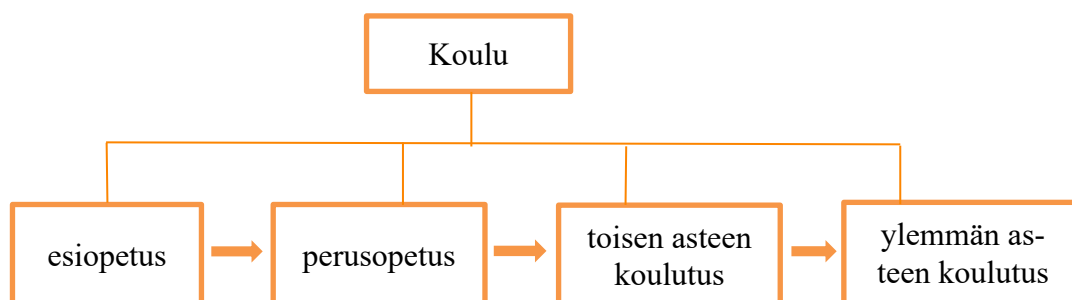 Koulu
esiopetus
perusopetus
toisen asteen
koulutus
ylemmän as-
teen koulutus